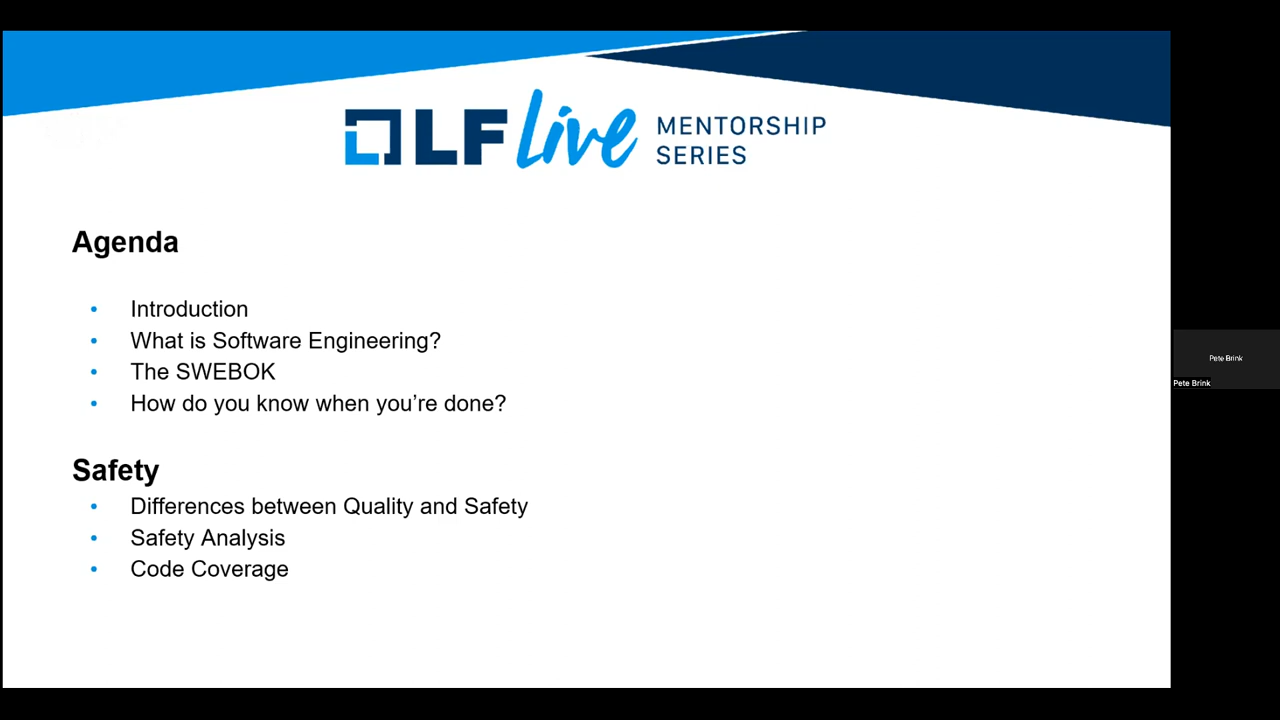 LF Live MENTORSHIP
SERIES
Agenda
• Introduction
• What is Software Engineering?
• The SWEBOK
• How do you know when you're done?
Safety
• Differences between Quality and Safety
• Safety Analysis
• Code Coverage
Pete Brink
Pete Brink